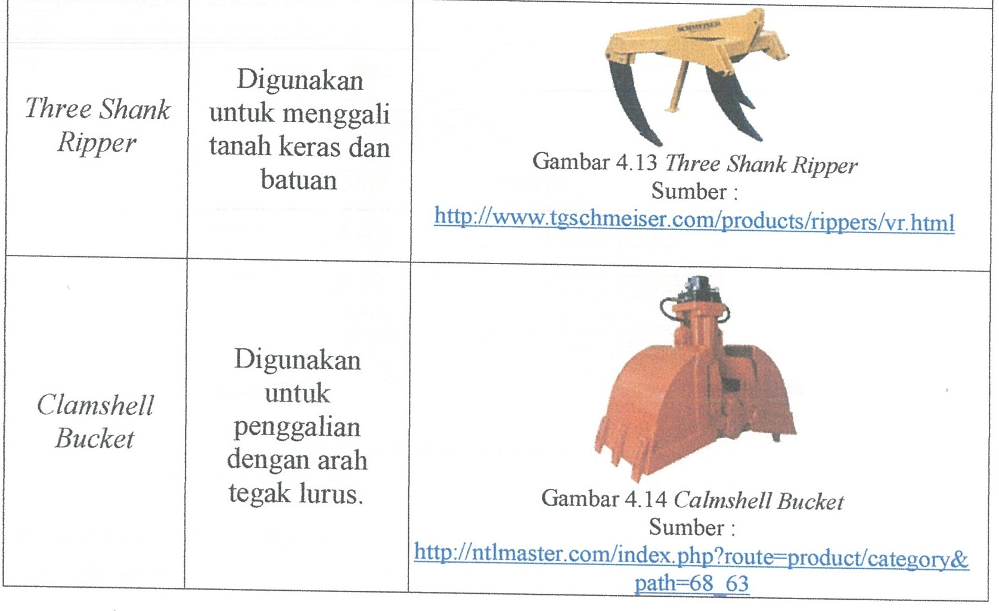 Three Shank
Ripper
Digunakan
untuk menggali
tanah keras dan
batuan
SCHMEISER
Gambar 4.13 Three Shank Ripper
Sumber :
http://www.tgschmeiser.com/products/rippers/vr.html
Clamshell
Bucket
Digunakan
untuk
penggalian
dengan arah
tegak lurus.
Gambar 4.14 Calmshell Bucket
Sumber :
http://ntlmaster.com/index.php?route=product/category&
path=68_63